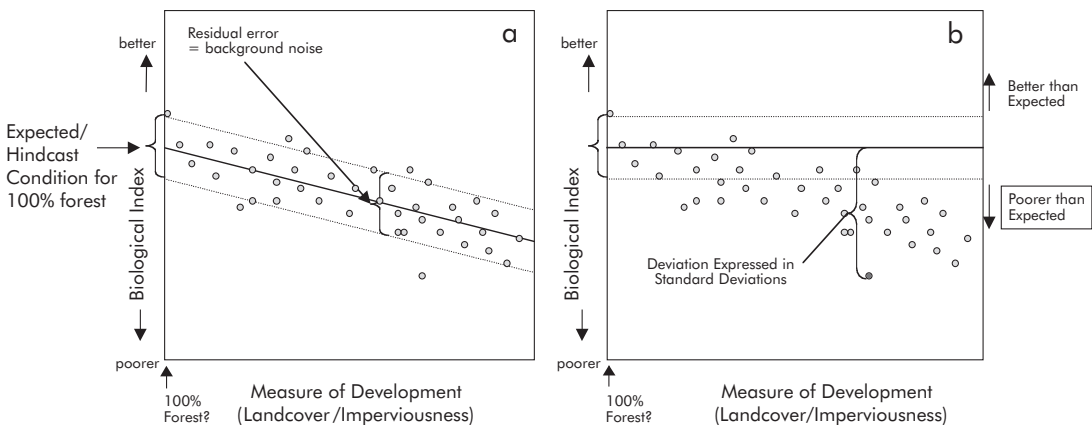 a
better
Residual error
= background noise
Expected/
Hindcast
Condition for
100% forest
Biological Index
poorer
100%
Forest?
Measure of Development
(Landcover/Imperviousness)
b
better
Better than
Expected
Poorer than
Expected
Biological Index
Deviation Expressed in
Standard Deviations
poorer
100%
Forest?
Measure of Development
(Landcover/Imperviousness)